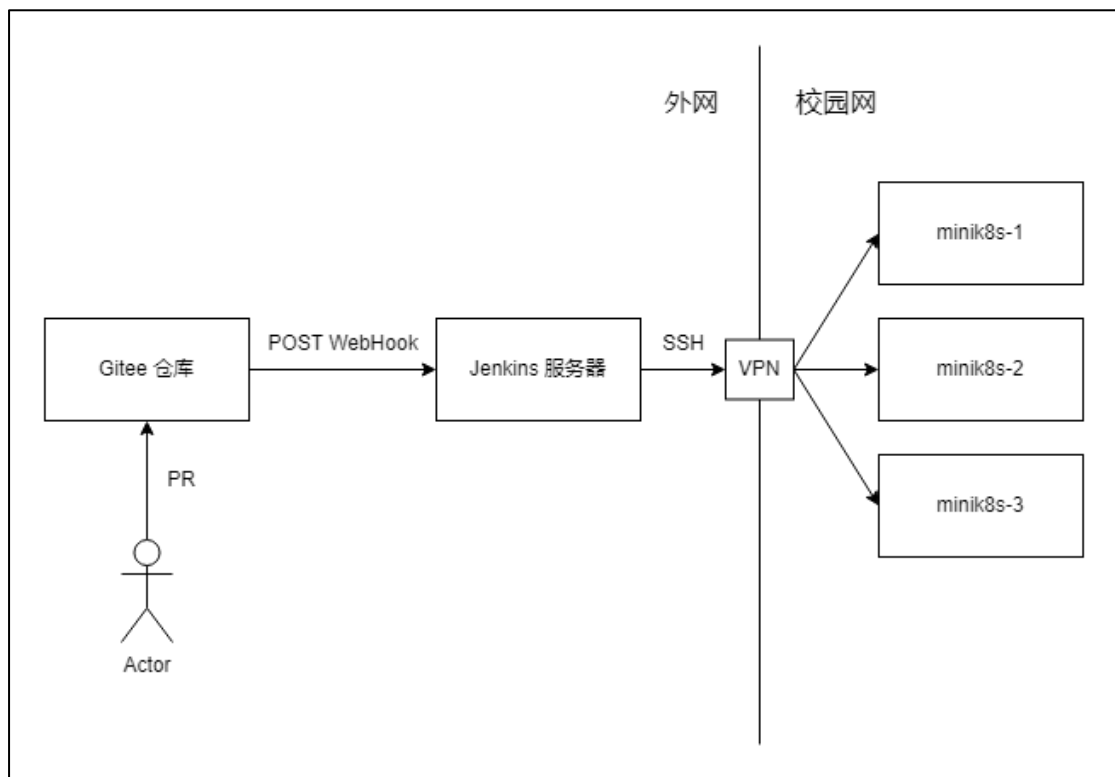 外网
校园网
minik8s-1
Gitee 仓库
POST WebHook
Jenkins 服务器
SSH
VPN
minik8s-2
PR
minik8s-3
Actor